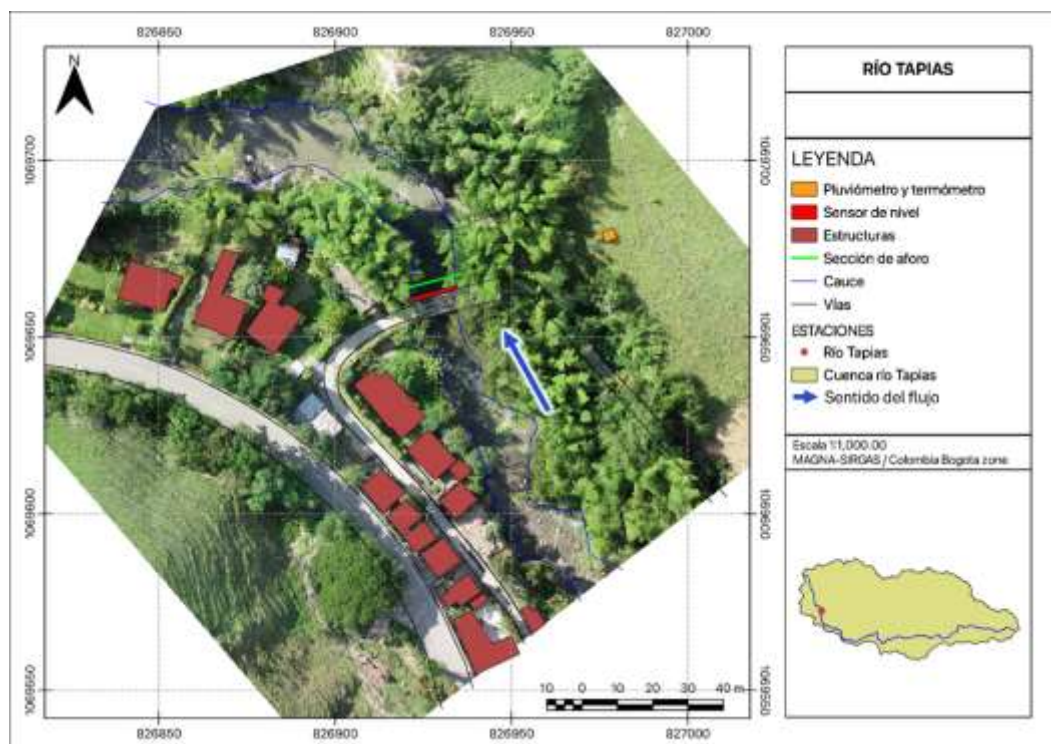 826850 826900 826950 827000
N
1069700 1069700
1069650 1069650
1069600 1069600
1069550 1069550
10 0 10 20 30 40 m
826850 826900 826950 827000
RÍO TAPIAS
LEYENDA
Pluviómetro y termómetro
Sensor de nivel
Estructuras
Sección de aforo
Cauce
Vías
ESTACIONES
Río Tapias
Cuenca río Tapias
Sentido del flujo
Escala 1:1,000.00
MAGNA-SIRGAS / Colombia Bogota zone